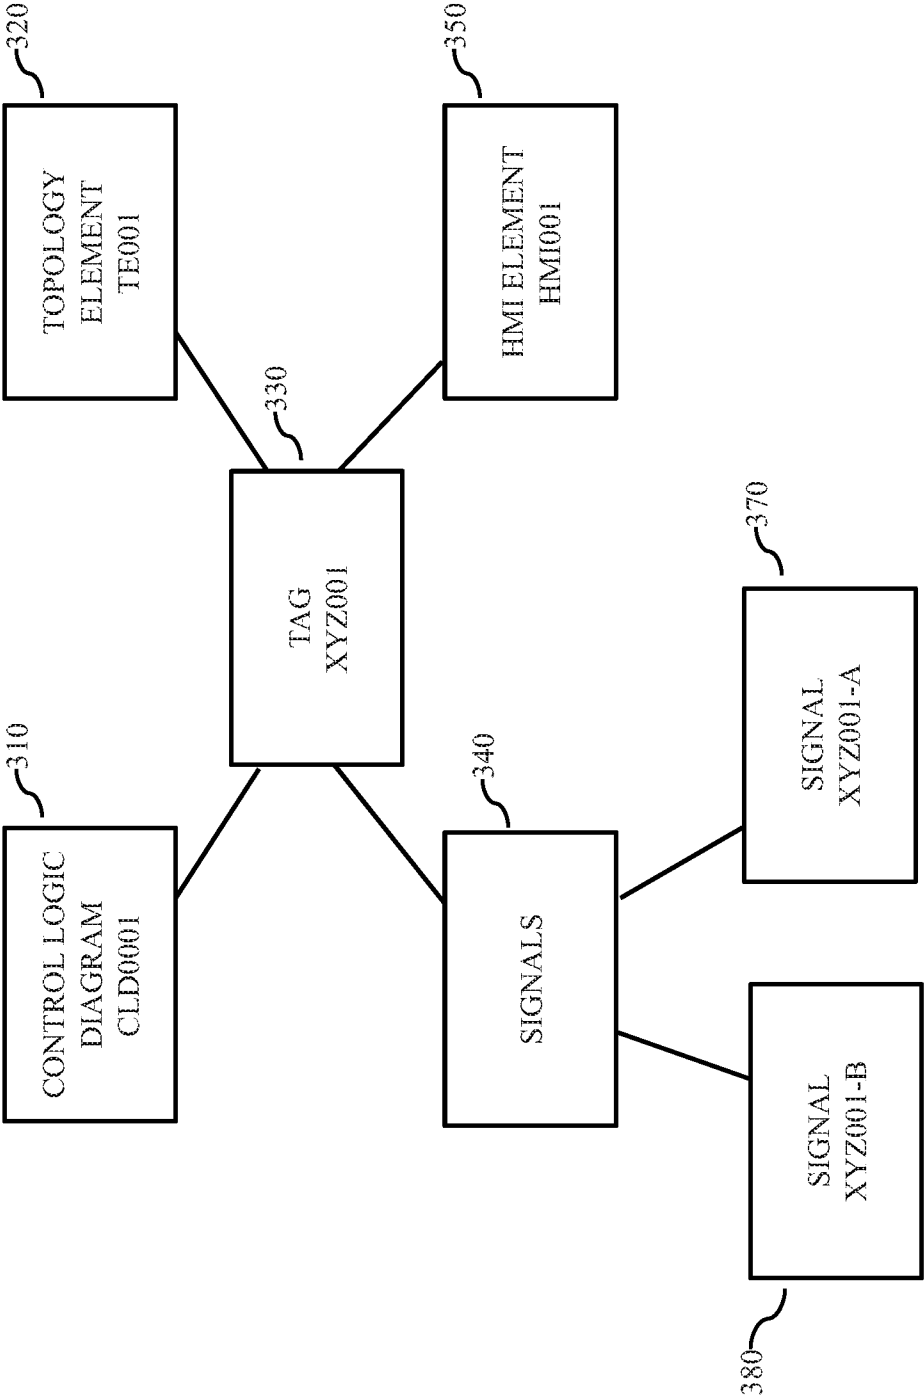 310
CONTROL LOGIC
DIAGRAM
CLD0001
320
TOPOLOGY
ELEMENT
TE001
330
TAG
XYZ001
340
SIGNALS
350
HMI ELEMENT
HMI001
380
SIGNAL
XYZ001-B
370
SIGNAL
XYZ001-A